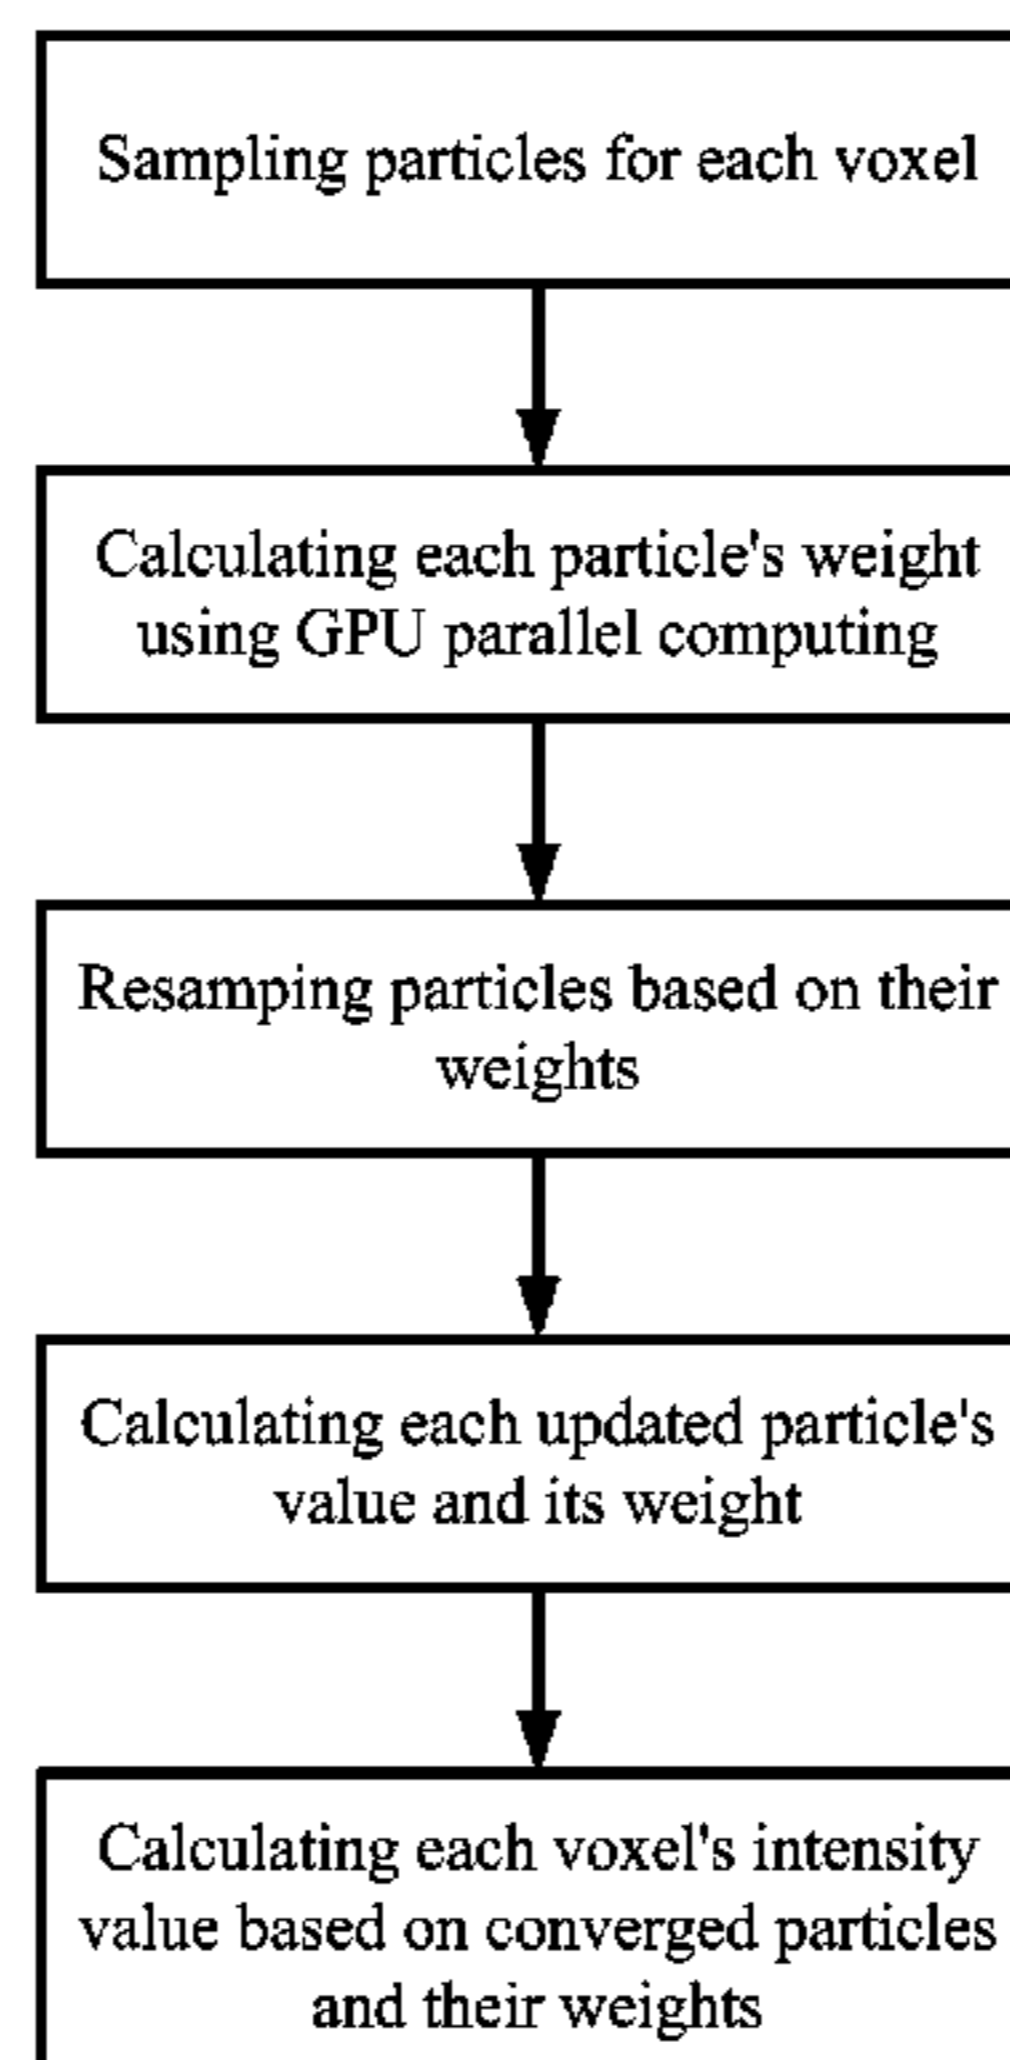 Sampling particles for each voxel
Calculating each particle's weight
using GPU parallel computing
Resamping particles based on their
weights
Calculating each updated particle's
value and its weight
Calculating each voxel's intensity
value based on converged particles
and their weights